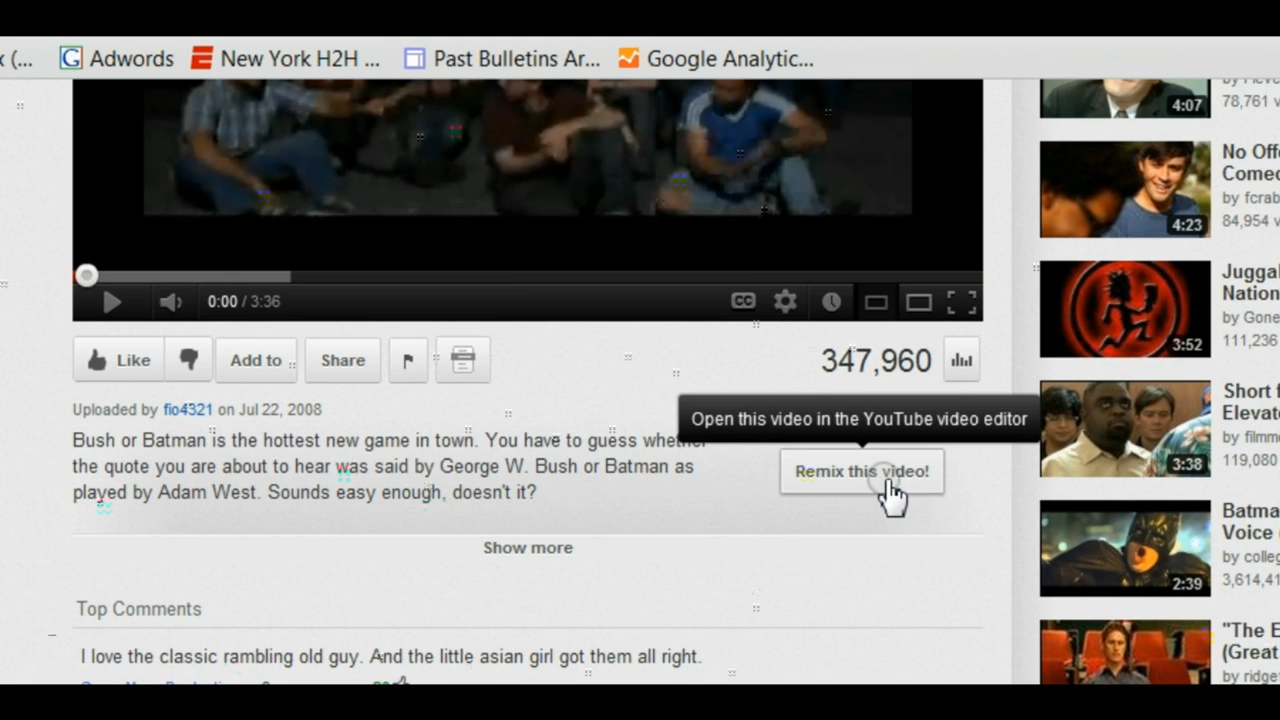 x (...
Adwords
New York H2H ...
Past Bulletins Ar...
Google Analytic...
0:00 / 3:36
CC
Like
Add to
Share
347,960
Uploaded by fio4321 on Jul 22, 2008
Open this video in the YouTube video editor
Bush or Batman is the hottest new game in town. You have to guess whether
the quote you are about to hear was said by George W. Bush or Batman as
played by Adam West. Sounds easy enough, doesn't it?
Remix this video!
Show more
Top Comments
I love the classic rambling old guy. And the little asian girl got them all right.
4:07
78,761 v
4:23
No Offe
Comed
by fcrab
84,954 v
3:52
Juggal
Nation
by Gone
111,236
3:38
Short f
Elevato
by filmm
119,080
2:39
Batma
Voice (
by colleg
3,614,41
"The E
(Great
by ridge